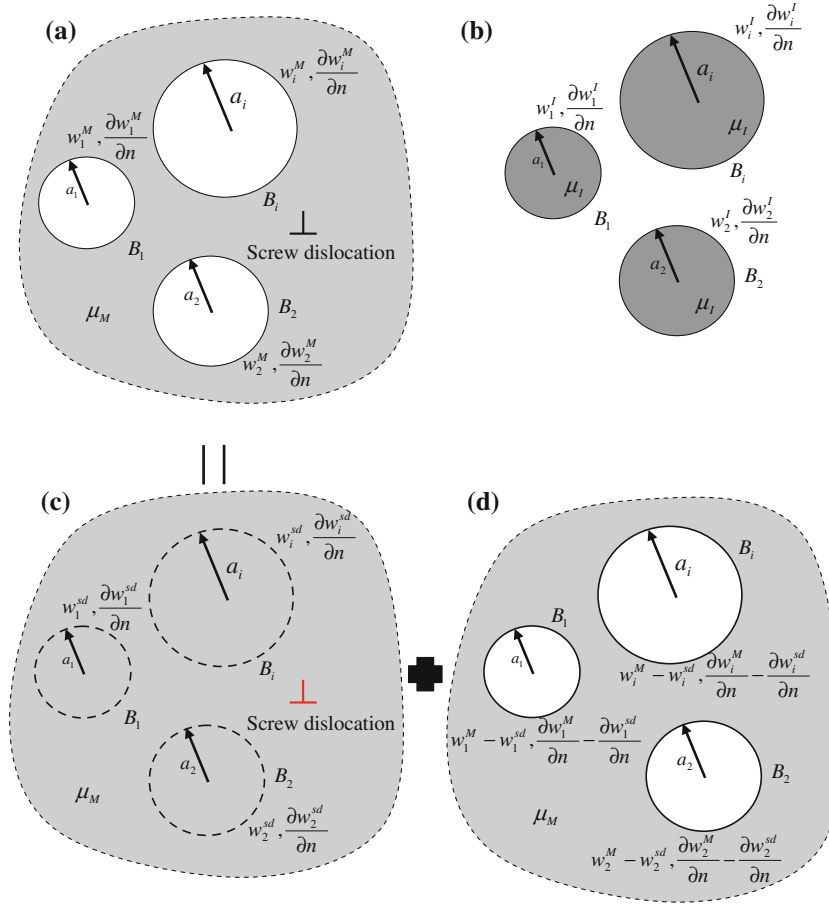 (a)
w_i^M, ∂w_i^M/∂n
a_i
w_1^M, ∂w_1^M/∂n
a_1
B_i
B_1
Screw dislocation
a_2
B_2
μ_M
w_2^M, ∂w_2^M/∂n
(b)
w_i^I, ∂w_i^I/∂n
a_i
w_1^I, ∂w_1^I/∂n
μ_I
a_1
μ_I
B_i
B_1
w_2^I, ∂w_2^I/∂n
a_2
B_2
μ_I
(c)
w_i^{sd}, ∂w_i^{sd}/∂n
a_i
w_1^{sd}, ∂w_1^{sd}/∂n
a_1
B_i
B_1
Screw dislocation
a_2
B_2
μ_M
w_2^{sd}, ∂w_2^{sd}/∂n
(d)
B_i
a_i
B_1
a_1
w_i^M − w_i^{sd}, ∂w_i^M/∂n − ∂w_i^{sd}/∂n
w_1^M − w_1^{sd}, ∂w_1^M/∂n − ∂w_1^{sd}/∂n
a_2
B_2
μ_M
w_2^M − w_2^{sd}, ∂w_2^M/∂n − ∂w_2^{sd}/∂n